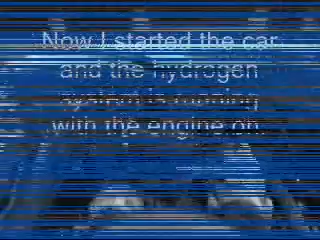 Now I started the car
and the hydrogen
system is running
with the engine on